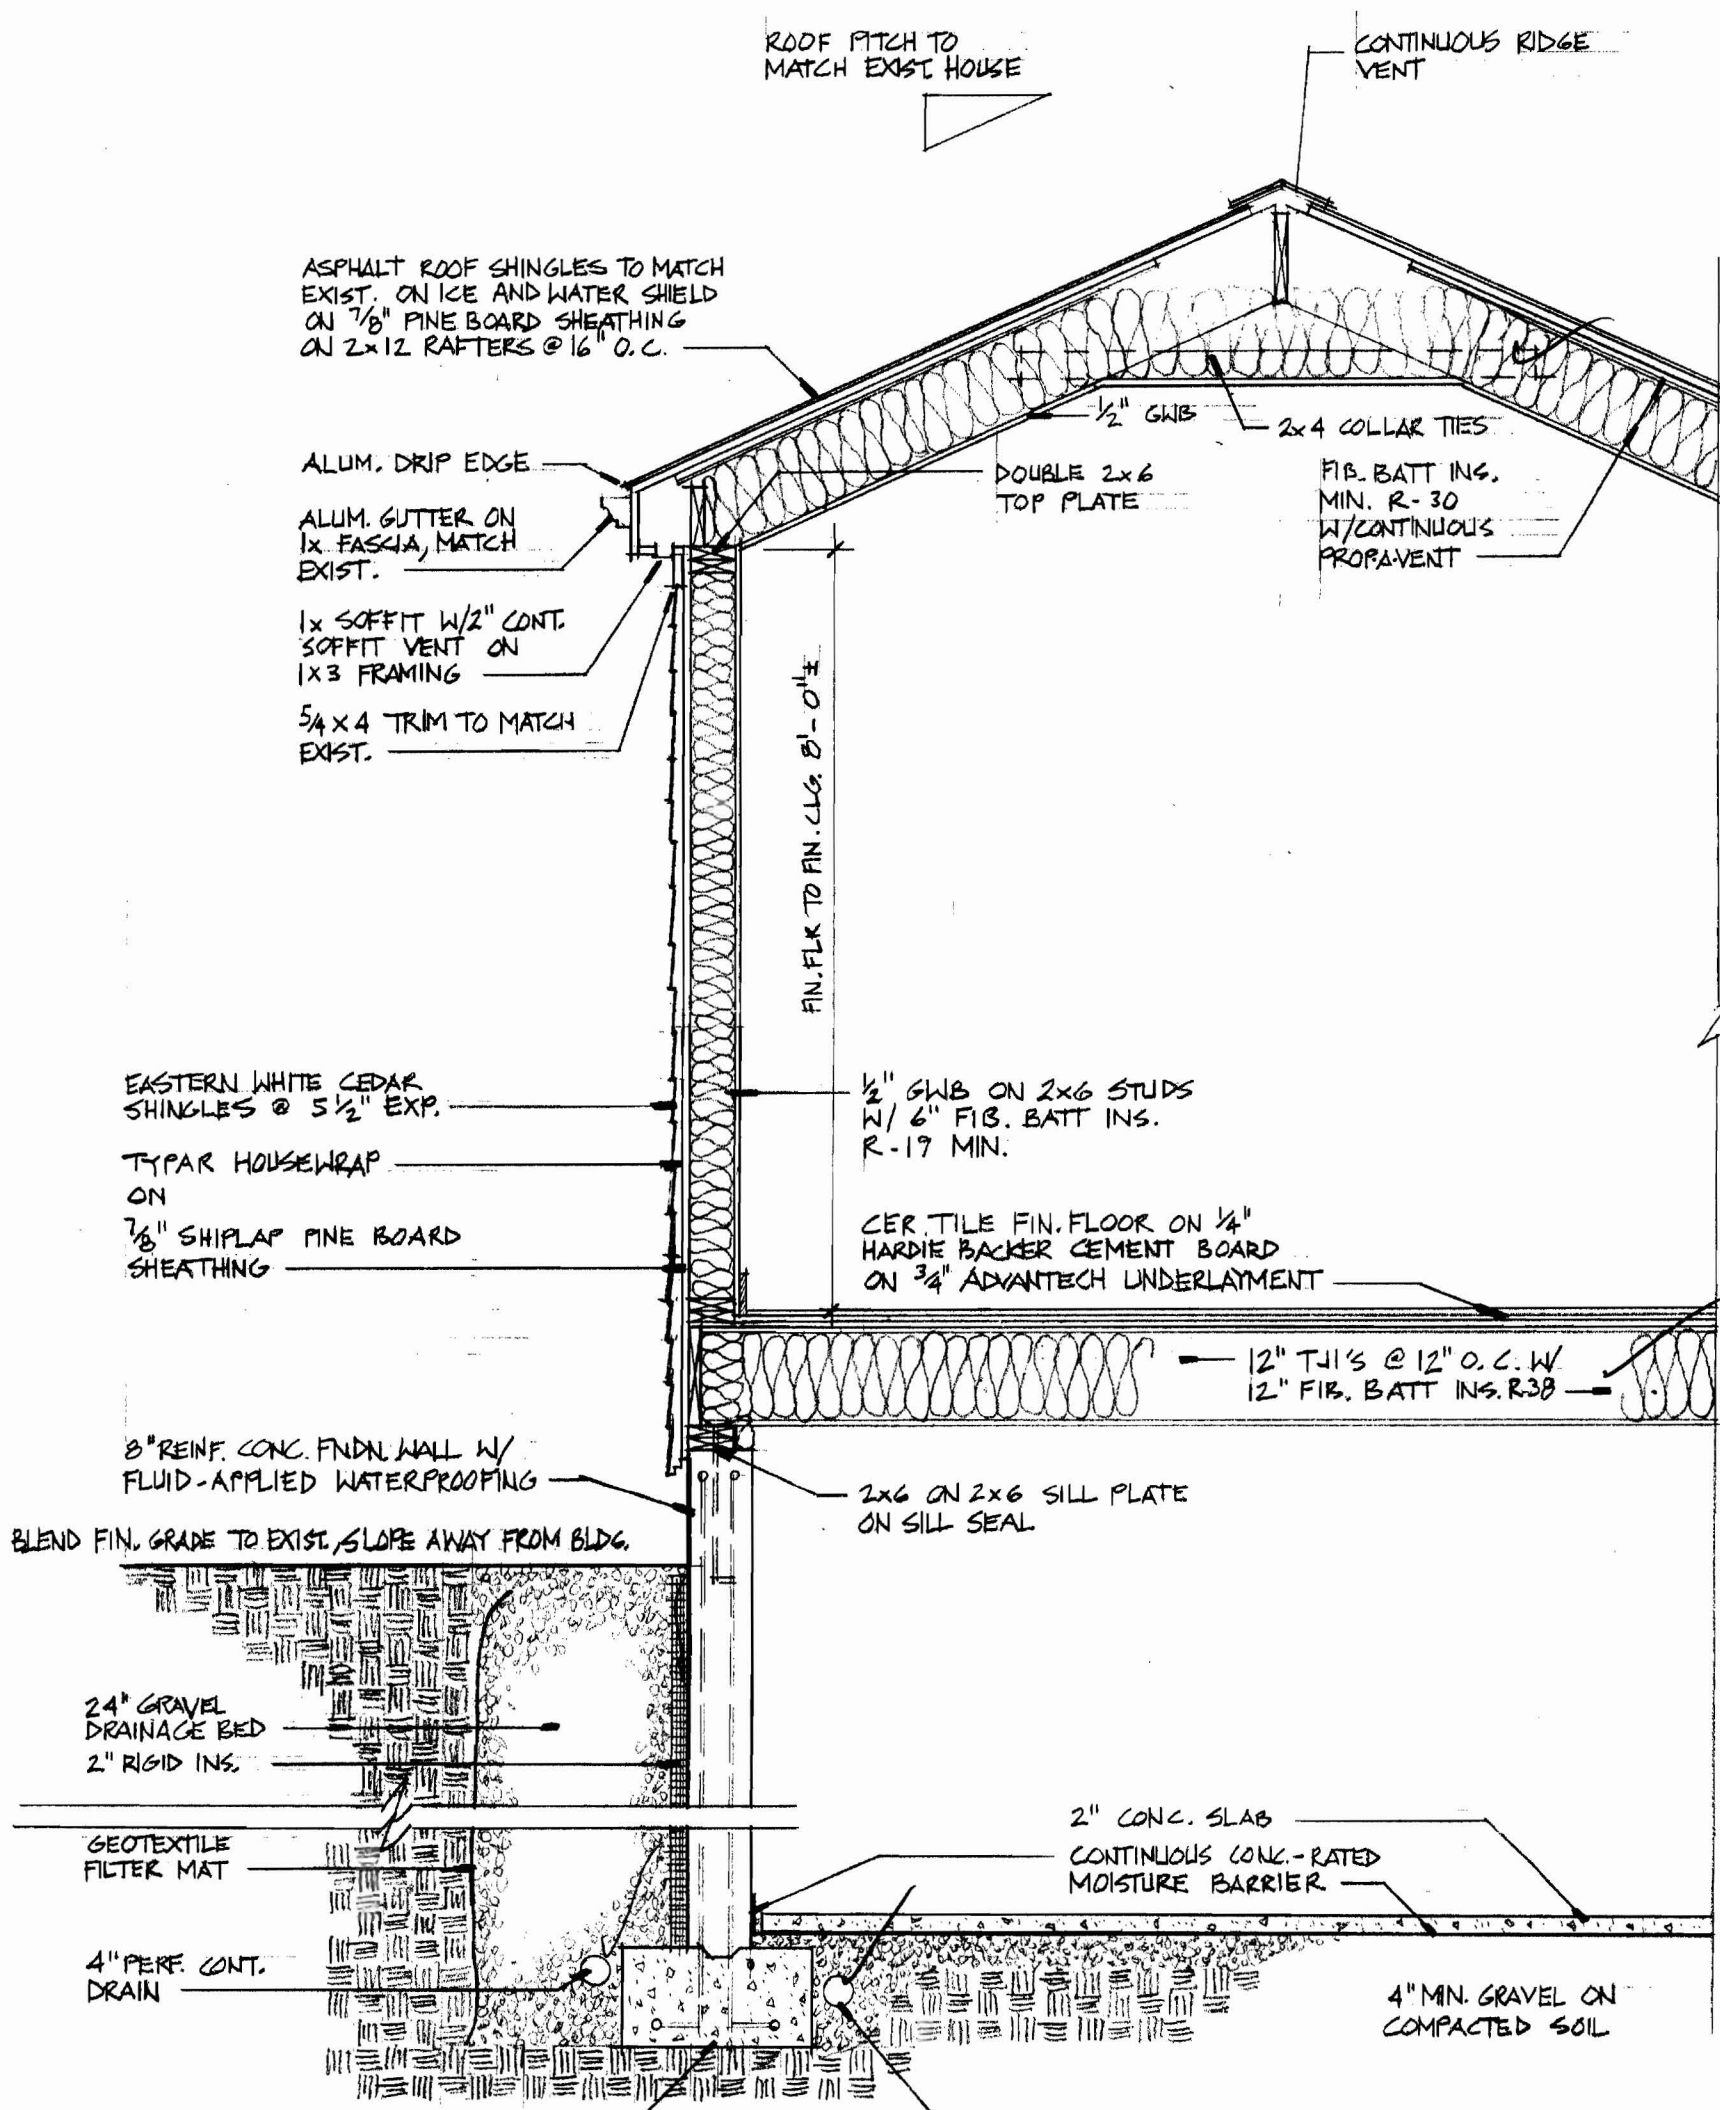 ROOF PITCH TO
MATCH EXIST. HOUSE
CONTINUOUS RIDGE
VENT
ASPHALT ROOF SHINGLES TO MATCH
EXIST. ON ICE AND WATER SHIELD
ON 7/8" PINE BOARD SHEATHING
ON 2x12 RAFTERS @ 16" O.C.
1/2" GWB
2x4 COLLAR TIES
ALUM. DRIP EDGE
DOUBLE 2x6
TOP PLATE
FIB. BATT INS.
MIN. R-30
W/CONTINUOUS
PROPAVENT
ALUM. GUTTER ON
1x FASCIA, MATCH
EXIST.
1x SOFFIT W/2" CONT.
SOFFIT VENT ON
1x3 FRAMING
5/4 x 4 TRIM TO MATCH
EXIST.
FIN. FLR TO FIN. CLG. 8'-0"±
EASTERN WHITE CEDAR
SHINGLES @ 5 1/2" EXP.
TYPAR HOUSEWRAP
ON
7/8" SHIPLAP PINE BOARD
SHEATHING
1/2" GWB ON 2x6 STUDS
W/ 6" FIB. BATT INS.
R-19 MIN.
CER. TILE FIN. FLOOR ON 1/4"
HARDIE BACKER CEMENT BOARD
ON 3/4" ADVANTECH UNDERLAYMENT
12" TJI'S @ 12" O.C. W/
12" FIB. BATT INS. R-38
8" REINF. CONC. FNDN. WALL W/
FLUID-APPLIED WATERPROOFING
2x6 ON 2x6 SILL PLATE
ON SILL SEAL
BLEND FIN. GRADE TO EXIST., SLOPE AWAY FROM BLDG.
24" GRAVEL
DRAINAGE BED
2" RIGID INS.
GEOTEXTILE
FILTER MAT
4" PERF. CONT.
DRAIN
2" CONC. SLAB
CONTINUOUS CONC.-RATED
MOISTURE BARRIER
4" MIN. GRAVEL ON
COMPACTED SOIL